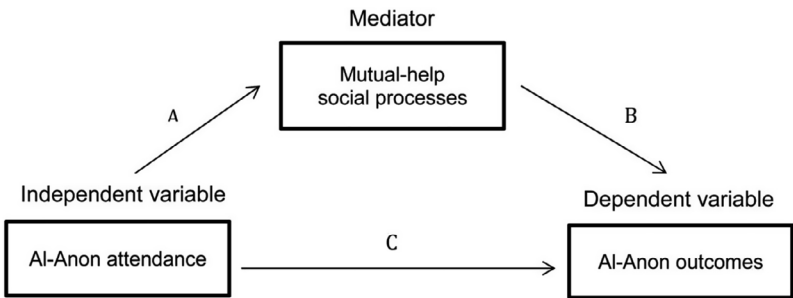 Mediator
Mutual-help
social processes
A
B
Independent variable
Dependent variable
Al-Anon attendance
C
Al-Anon outcomes